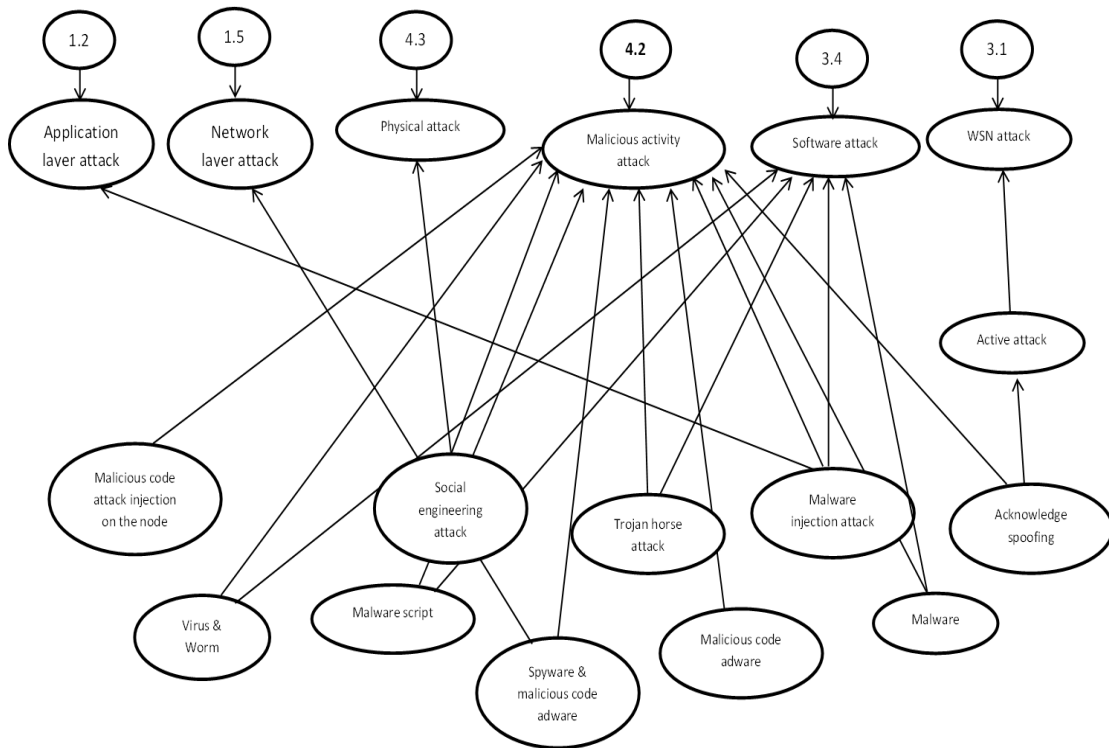 1.2
1.5
4.3
4.2
3.4
3.1
Application
laver attack
Network
laver attack
Physical attack
Malicious activity
attack
Software attack
WSN attack
Active attack
Malicious code
attack injection
on the node
Social
engineering
attack
Trojan horse
attack
Malware
injection attack
Acknowledge
spoofing
Virus &
Worm
Malware script
Spyware &
malicious code
adware
Malicious code
adware
Malware